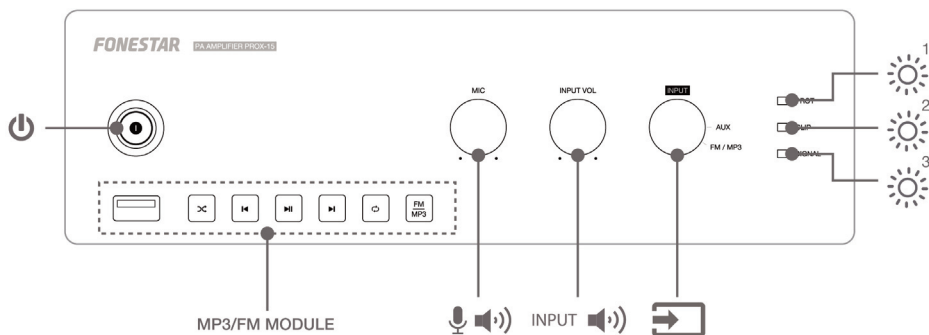 FONESTAR PA AMPLIFIER PROX-15
1
MIC INPUT VOL INPUT
2
AUX
FM / MP3
3
FM
MP3
MP3/FM MODULE
INPUT